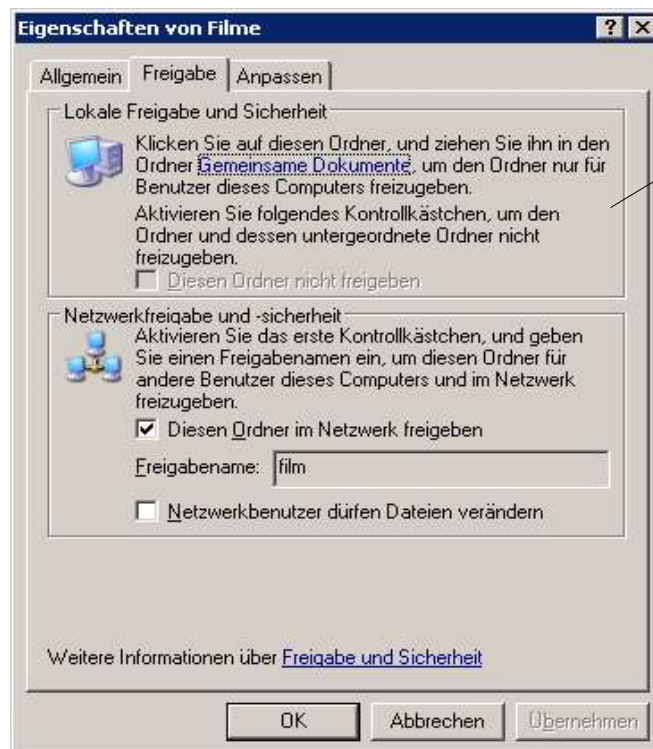 Eigenschaften von Filme
Allgemein Freigabe Anpassen
Lokale Freigabe und Sicherheit
Klicken Sie auf diesen Ordner, und ziehen Sie ihn in den
Ordner Gemeinsame Dokumente, um den Ordner nur für
Benutzer dieses Computers freizugeben.
Aktivieren Sie folgendes Kontrollkästchen, um den
Ordner und dessen untergeordnete Ordner nicht
freizugeben.
Diesen Ordner nicht freigeben
Netzwerkfreigabe und -sicherheit
Aktivieren Sie das erste Kontrollkästchen, und geben
Sie einen Freigabenamen ein, um diesen Ordner für
andere Benutzer dieses Computers und im Netzwerk
freizugeben.
Diesen Ordner im Netzwerk freigeben
Freigabename: film
Netzwerkbenutzer dürfen Dateien verändern
Weitere Informationen über Freigabe und Sicherheit
OK Abbrechen Übernehmen